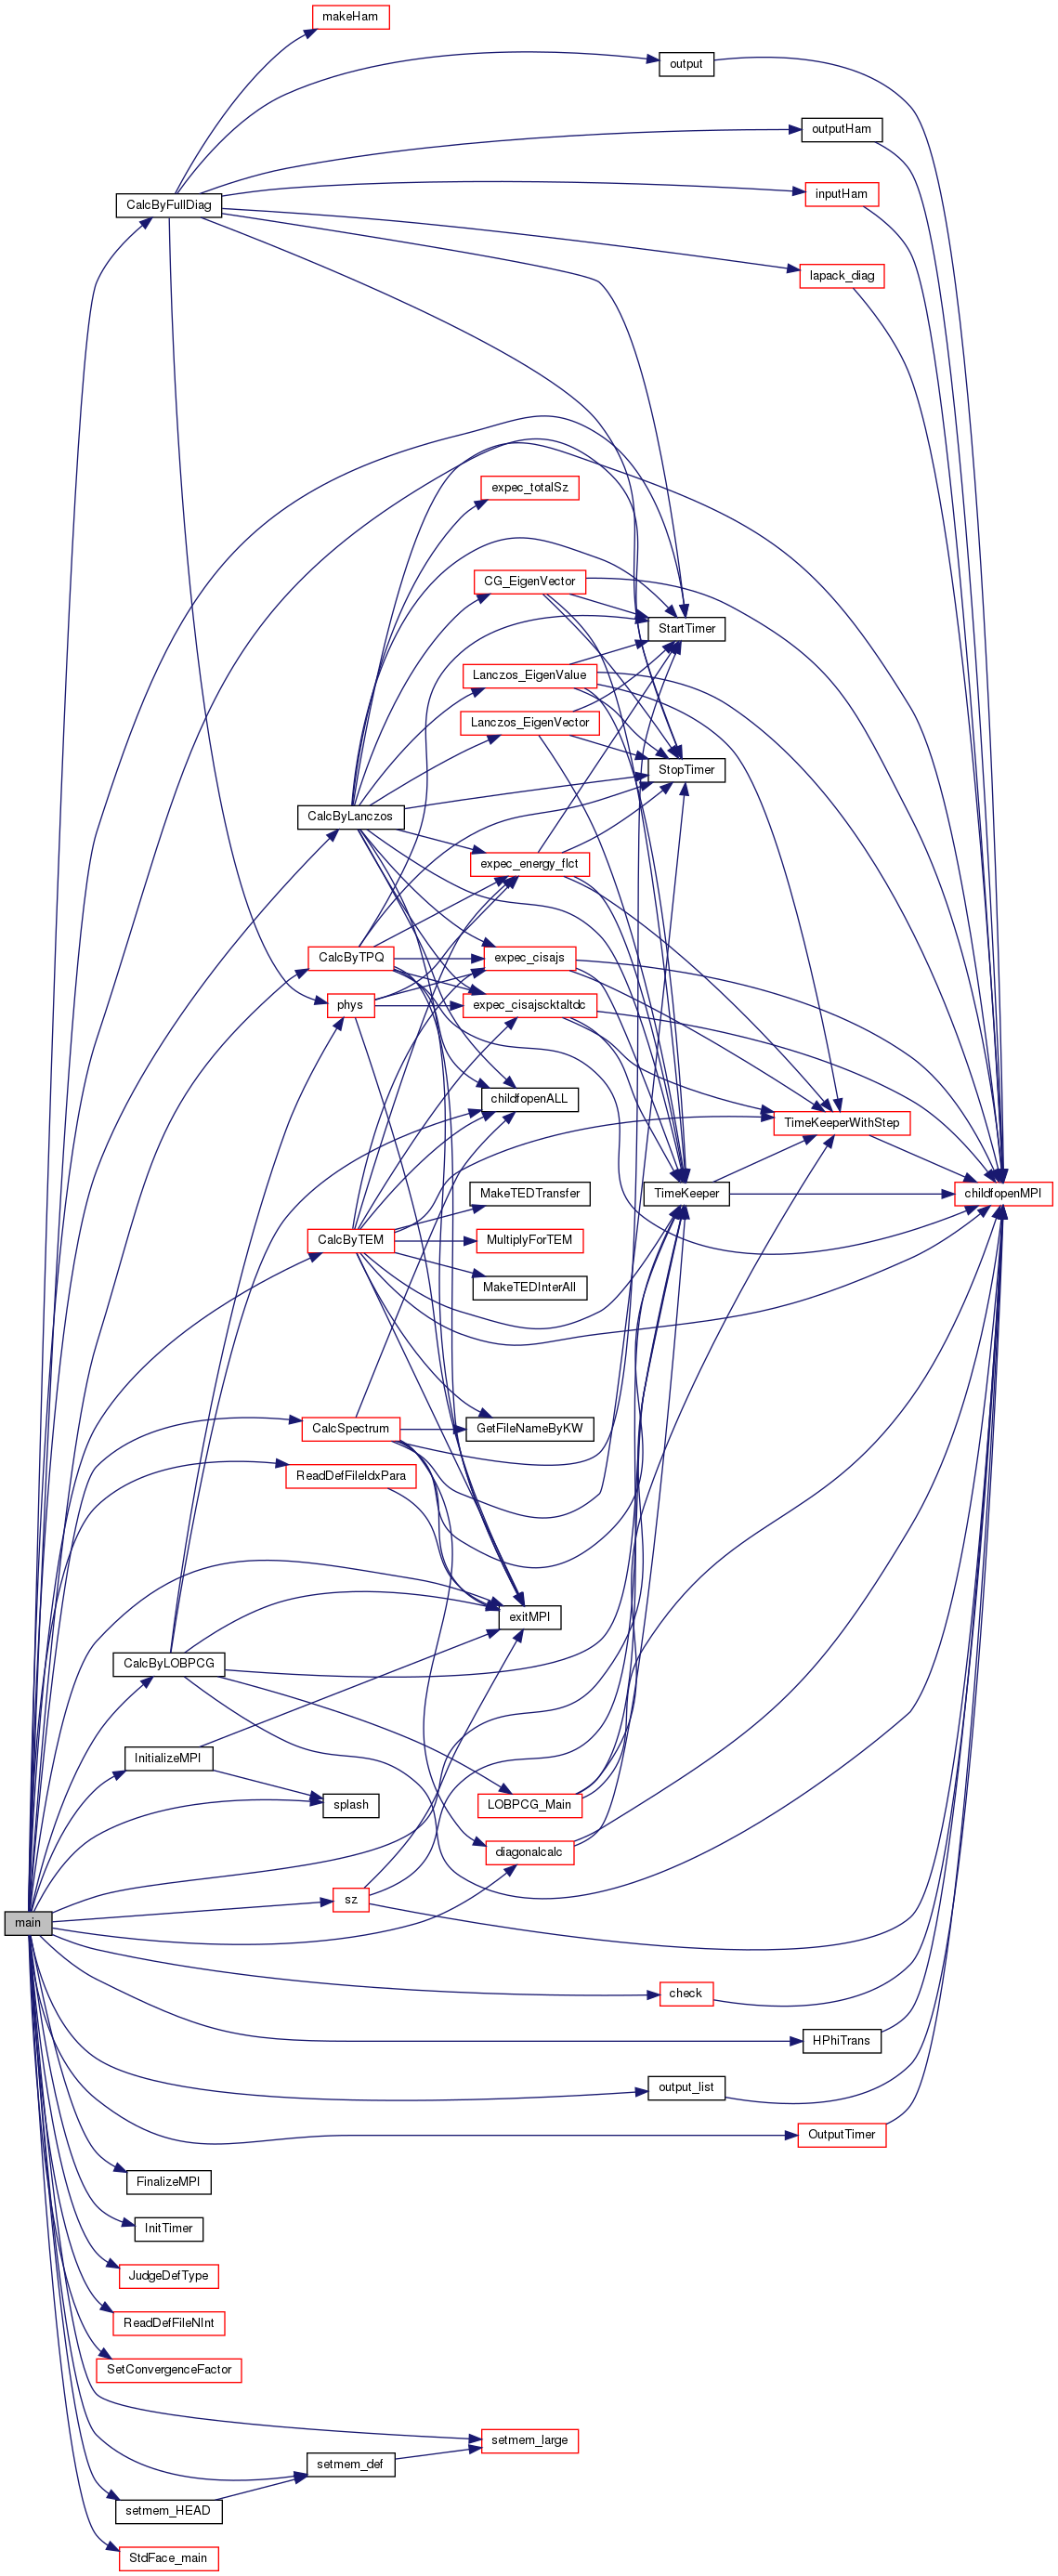 makeHam
output
outputHam
CalcByFullDiag
inputHam
lapack_diag
expec_totalSz
CG_EigenVector
StartTimer
Lanczos_EigenValue
Lanczos_EigenVector
StopTimer
CalcByLanczos
expec_energy_flct
CalcByTPQ
expec_cisajs
phys
expec_cisajscktaltdc
childfopenALL
TimeKeeperWithStep
MakeTEDTransfer
TimeKeeper
childfopenMPI
CalcByTEM
MultiplyForTEM
MakeTEDInterAll
CalcSpectrum
GetFileNameByKW
ReadDefFileIdxPara
exitMPI
CalcByLOBPCG
InitializeMPI
splash
LOBPCG_Main
diagonalcalc
sz
main
check
HPhiTrans
output_list
OutputTimer
FinalizeMPI
InitTimer
JudgeDefType
ReadDefFileNInt
SetConvergenceFactor
setmem_large
setmem_def
setmem_HEAD
StdFace_main